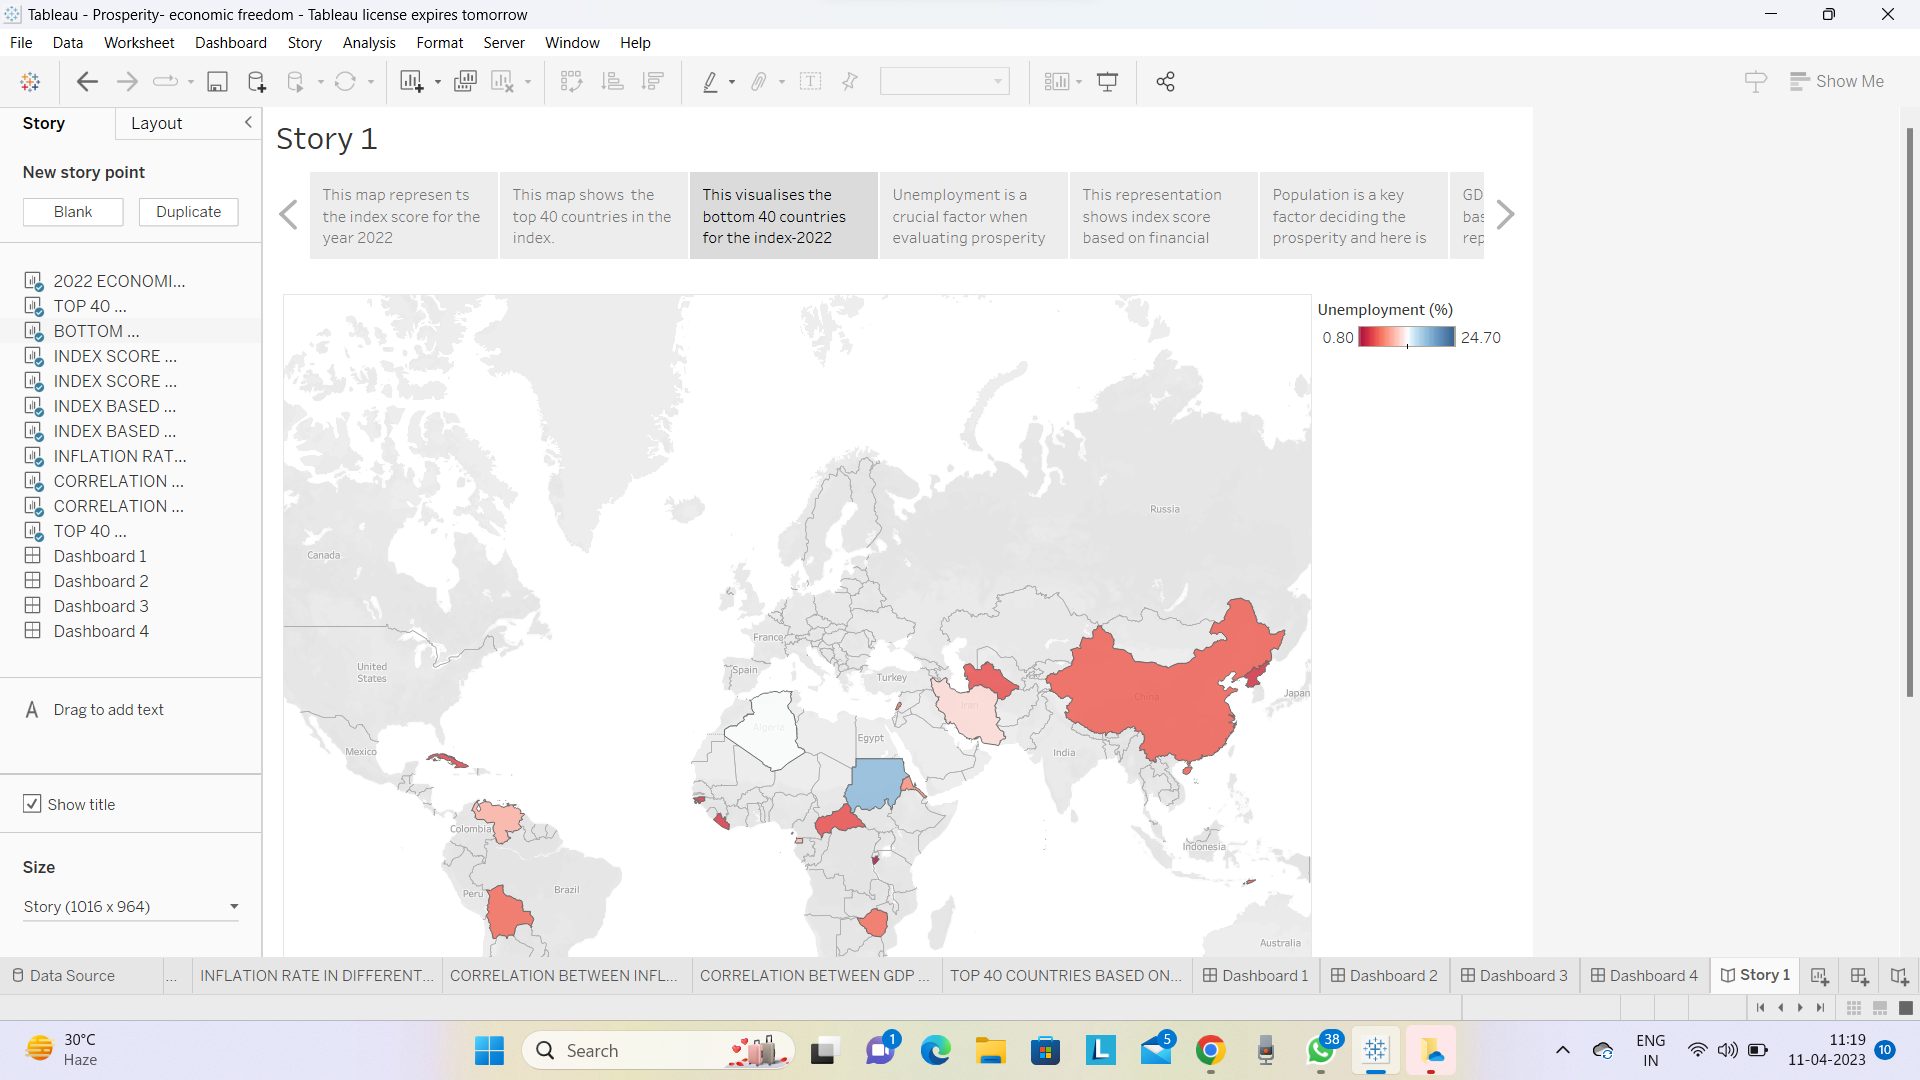 Tableau - Prosperity- economic freedom - Tableau license expires tomorrow
File Data Worksheet Dashboard Story Analysis Format Server Window Help
Show Me
Story Layout
New story point
Blank Duplicate
2022 ECONOMI...
TOP 40 ...
BOTTOM ...
INDEX SCORE ...
INDEX SCORE ...
INDEX BASED ...
INDEX BASED ...
INFLATION RAT...
CORRELATION ...
CORRELATION ...
TOP 40 ...
Dashboard 1
Dashboard 2
Dashboard 3
Dashboard 4
A Drag to add text
Show title
Size
Story (1016 x 964)
Story 1
This map represen ts
the index score for the
year 2022
This map shows the
top 40 countries in the
index.
This visualises the
bottom 40 countries
for the index-2022
Unemployment is a
crucial factor when
evaluating prosperity
This representation
shows index score
based on financial
Population is a key
factor deciding the
prosperity and here is
GD
bas
rep
Unemployment (%)
0.80 24.70
Russia
Canada
France
United
States
Spain
Turkey
China
Japan
Iran
Algeria
Egypt
India
Mexico
Colombia
Indonesia
Peru
Brazil
Australia
Data Source ... INFLATION RATE IN DIFFERENT... CORRELATION BETWEEN INFL... CORRELATION BETWEEN GDP ... TOP 40 COUNTRIES BASED ON... Dashboard 1 Dashboard 2 Dashboard 3 Dashboard 4 Story 1
30°C
Haze
Search
1
L
5
38
ENG
IN
11:19
11-04-2023
10